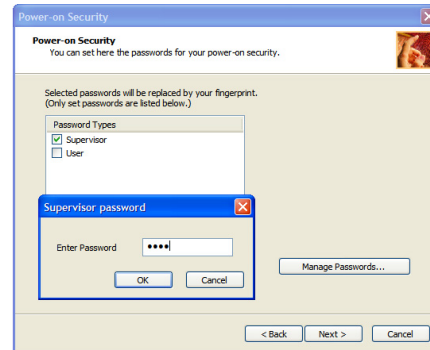 Power-on Security
Power-on Security
You can set here the passwords for your power-on security.
Selected passwords will be replaced by your fingerprint.
(Only set passwords are listed below.)
Password Types
Supervisor
User
Supervisor password
Enter Password ••••
OK Cancel
Manage Passwords...
< Back Next > Cancel